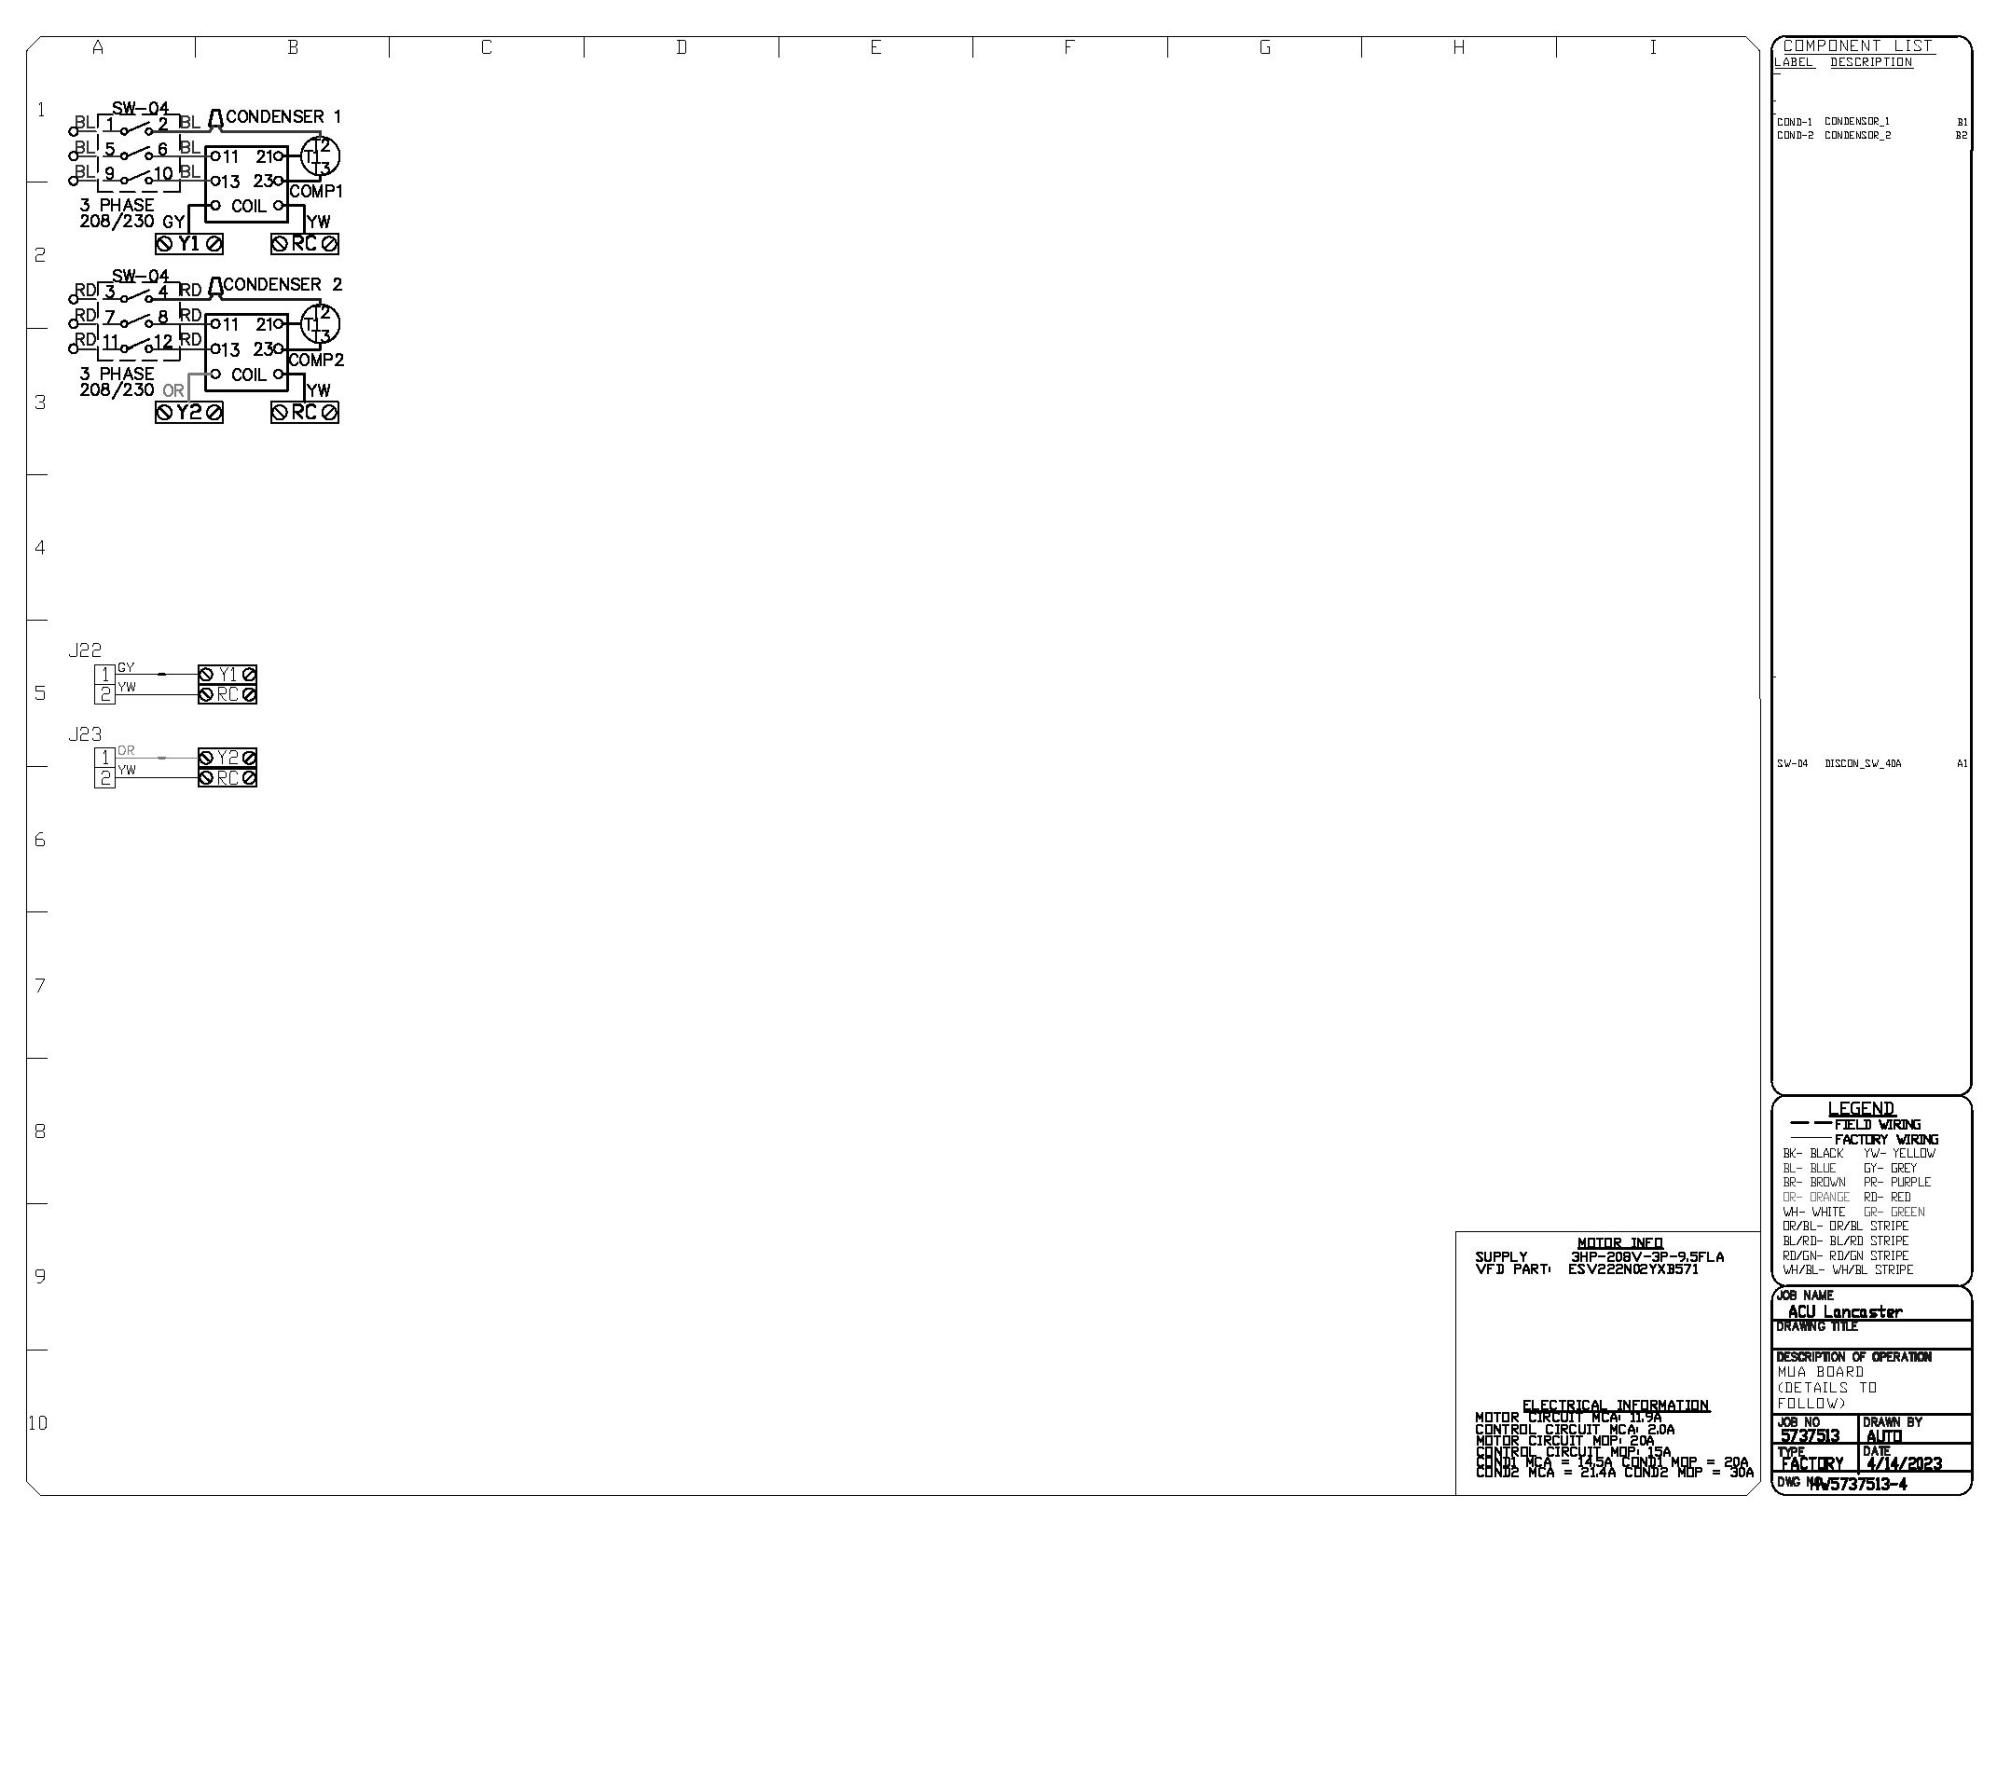 A B C D E F G H I
1
2
3
4
5
6
7
8
9
10
SW-04 CONDENSER 1
BL 1 2 BL
BL 5 6 BL 11 21 T1 2
BL 9 10 BL 13 23 3
COMP1
3 PHASE COIL
208/230 GY YW
Y1 RC
SW-04 CONDENSER 2
RD 3 4 RD
RD 7 8 RD 11 21 T1 2
RD 11 12 RD 13 23 3
COMP2
3 PHASE COIL
208/230 OR YW
Y2 RC
J22
1 GY Y1
2 YW RC
J23
1 OR Y2
2 YW RC
MOTOR INFO
SUPPLY 3HP-208V-3P-9.5FLA
VFD PART: ESV222N02YXB571
ELECTRICAL INFORMATION
MOTOR CIRCUIT MCA: 11.9A
CONTROL CIRCUIT MCA: 2.0A
MOTOR CIRCUIT MOP: 20A
CONTROL CIRCUIT MOP: 15A
COND1 MCA = 14.5A COND1 MOP = 20A
COND2 MCA = 21.4A COND2 MOP = 30A
COMPONENT LIST
LABEL DESCRIPTION
COND-1 CONDENSOR_1 B1
COND-2 CONDENSOR_2 B2
SW-04 DISCON_SW_40A A1
LEGEND
FIELD WIRING
FACTORY WIRING
BK- BLACK YW- YELLOW
BL- BLUE GY- GREY
BR- BROWN PR- PURPLE
OR- ORANGE RD- RED
WH- WHITE GR- GREEN
OR/BL- OR/BL STRIPE
BL/RD- BL/RD STRIPE
RD/GN- RD/GN STRIPE
WH/BL- WH/BL STRIPE
JOB NAME
ACU Lancaster
DRAWING TITLE
DESCRIPTION OF OPERATION
MUA BOARD
(DETAILS TO
FOLLOW)
JOB NO DRAWN BY
5737513 AUTO
TYPE DATE
FACTORY 4/14/2023
DWG 5737513-4